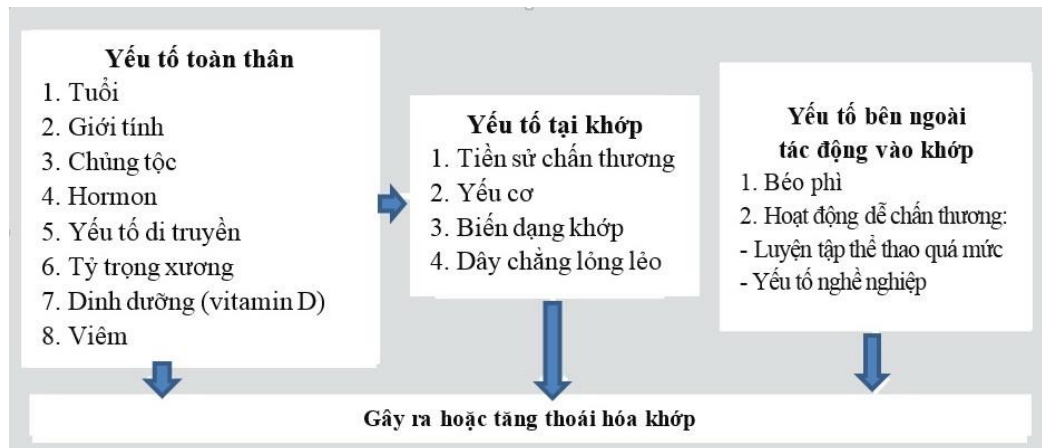 Yếu tố toàn thân
1. Tuổi
2. Giới tính
3. Chủng tộc
4. Hormon
5. Yếu tố di truyền
6. Tỷ trọng xương
7. Dinh dưỡng (vitamin D)
8. Viêm
Yếu tố tại khớp
1. Tiền sử chấn thương
2. Yếu cơ
3. Biến dạng khớp
4. Dây chằng lỏng lẻo
Yếu tố bên ngoài
tác động vào khớp
1. Béo phì
2. Hoạt động dễ chấn thương:
- Luyện tập thể thao quá mức
- Yếu tố nghề nghiệp
Gây ra hoặc tăng thoái hóa khớp